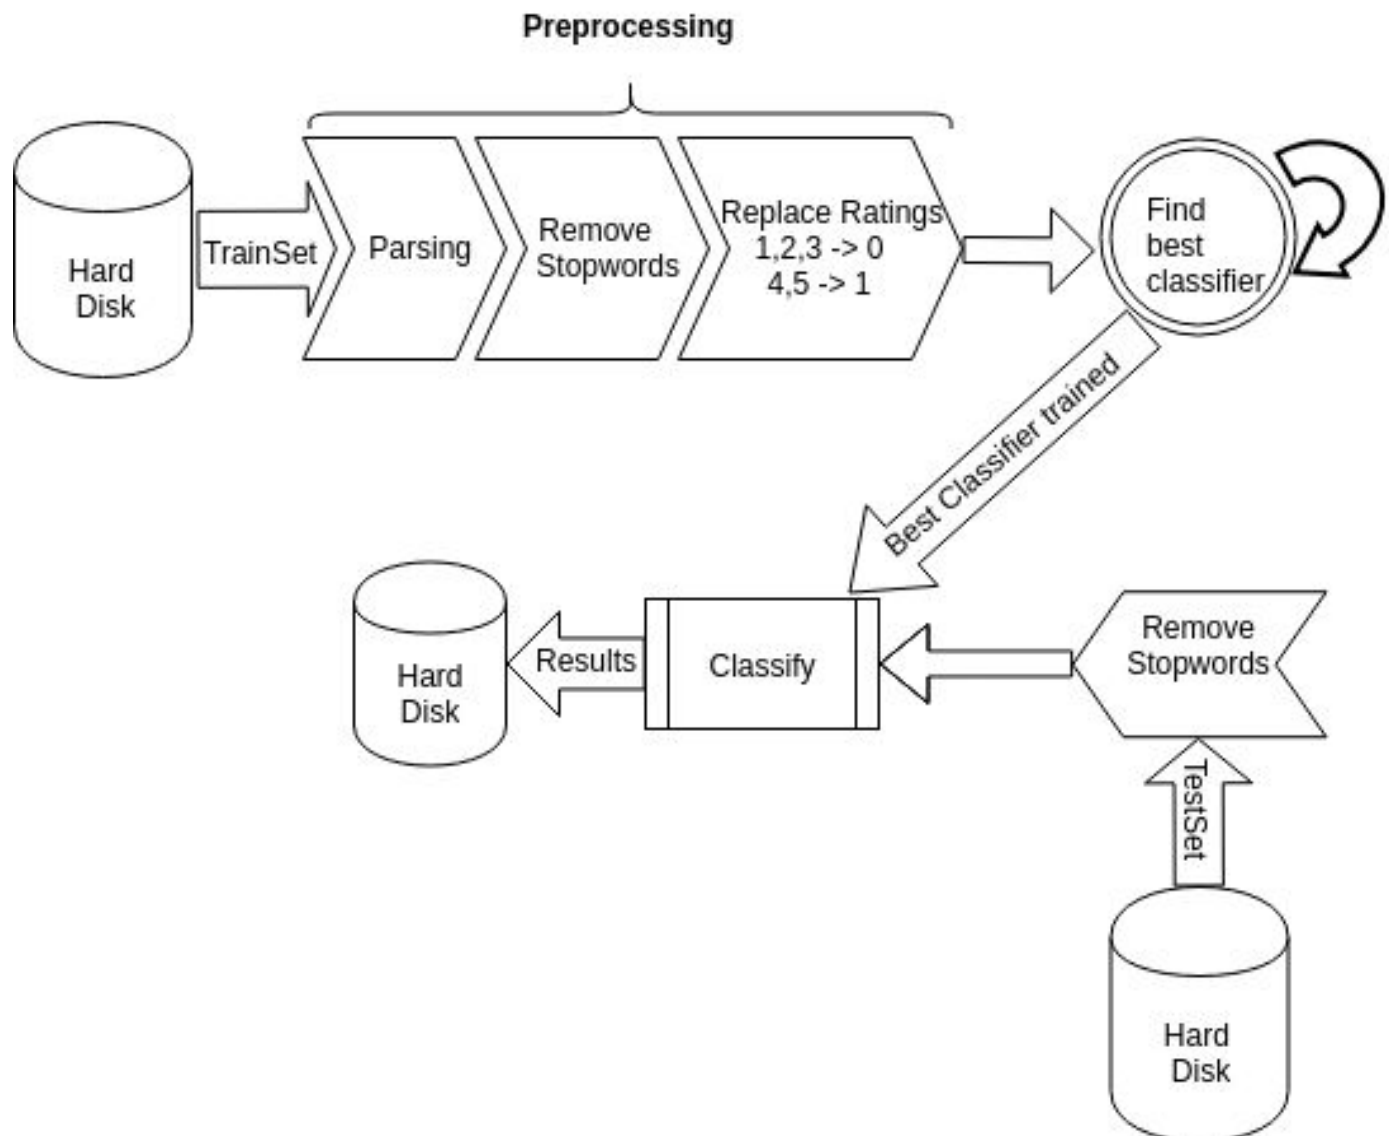 Preprocessing
Hard
Disk
TrainSet
Parsing
Remove
Stopwords
Replace Ratings
1,2,3 -> 0
4,5 -> 1
Find
best
classifier
Best Classifier trained
Hard
Disk
Results
Classify
Remove
Stopwords
TestSet
Hard
Disk